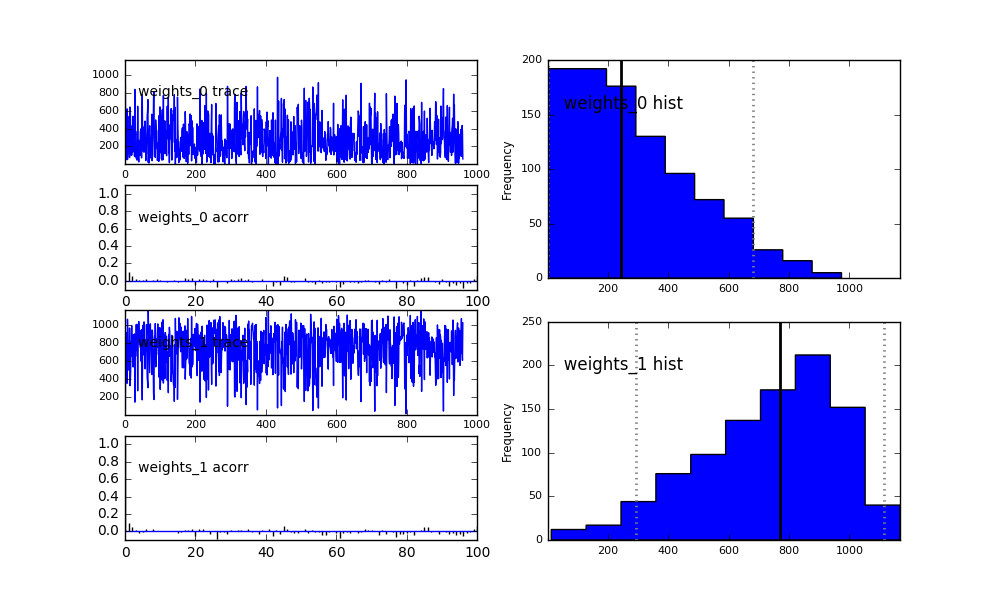 1000
800
600
400
200
weights_0 trace
0 200 400 600 800 1000
1.0
0.8
0.6
0.4
0.2
0.0
weights_0 acorr
0 20 40 60 80 100
1000
800
600
400
200
weights_1 trace
0 200 400 600 800 1000
1.0
0.8
0.6
0.4
0.2
0.0
weights_1 acorr
0 20 40 60 80 100
200
150
100
50
0
Frequency
weights_0 hist
200 400 600 800 1000
250
200
150
100
50
0
Frequency
weights_1 hist
200 400 600 800 1000